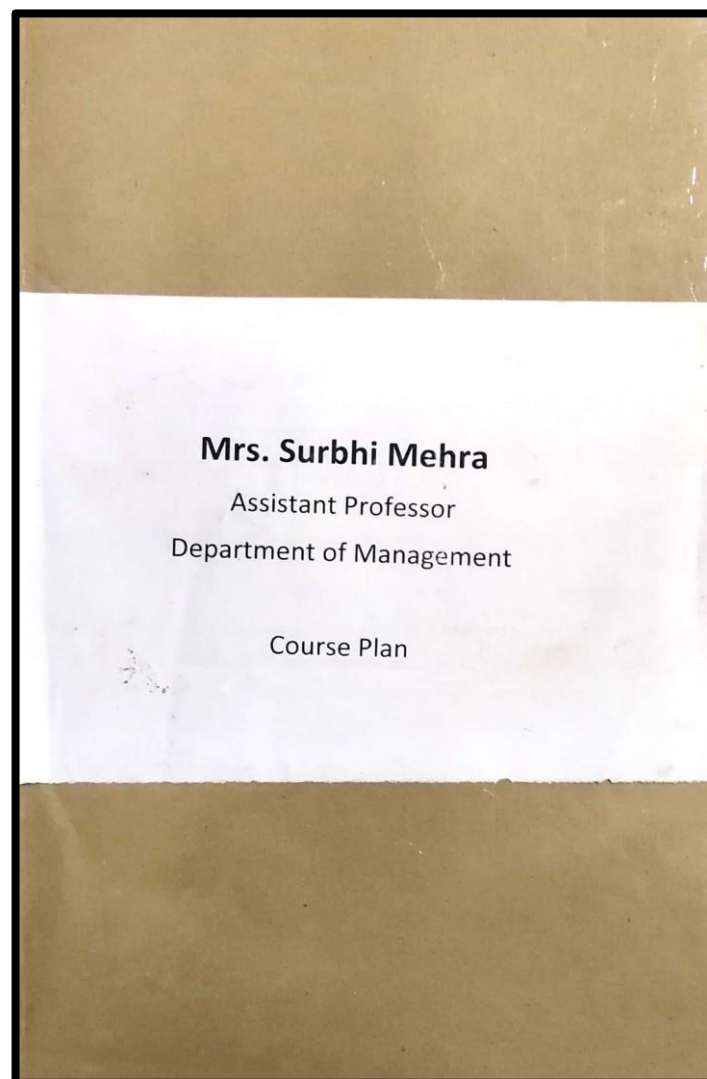 Mrs. Surbhi Mehra
Assistant Professor
Department of Management
Course Plan